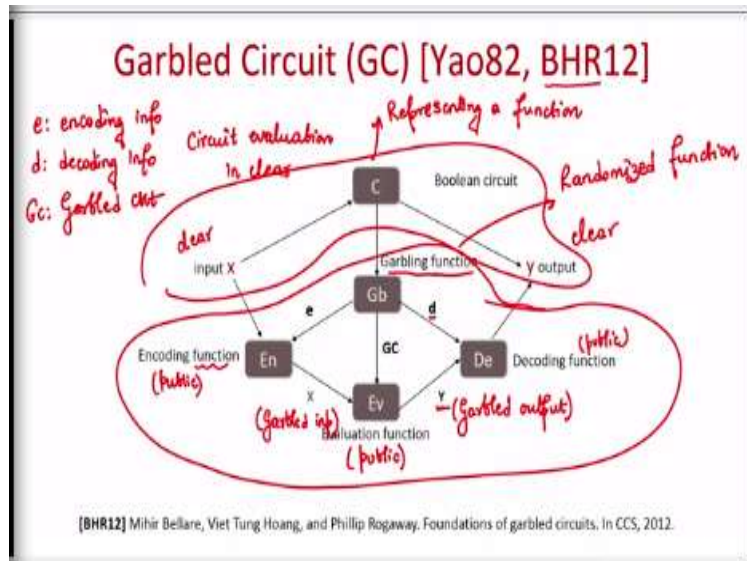 Garbled Circuit (GC) [Yao82, BHR12]
e: encoding info
d: decoding info
Gc: Garbled ckt
Circuit evaluation
in clear
Representing a function
C
Boolean circuit
Randomized function
clear
clear
input x
Garbling function
y output
Gb
e
d
GC
Encoding function
(public)
En
De
(public)
Decoding function
X
(Garbled inp)
Ev
Y
(Garbled output)
Evaluation function
(public)
[BHR12] Mihir Bellare, Viet Tung Hoang, and Phillip Rogaway. Foundations of garbled circuits. In CCS, 2012.